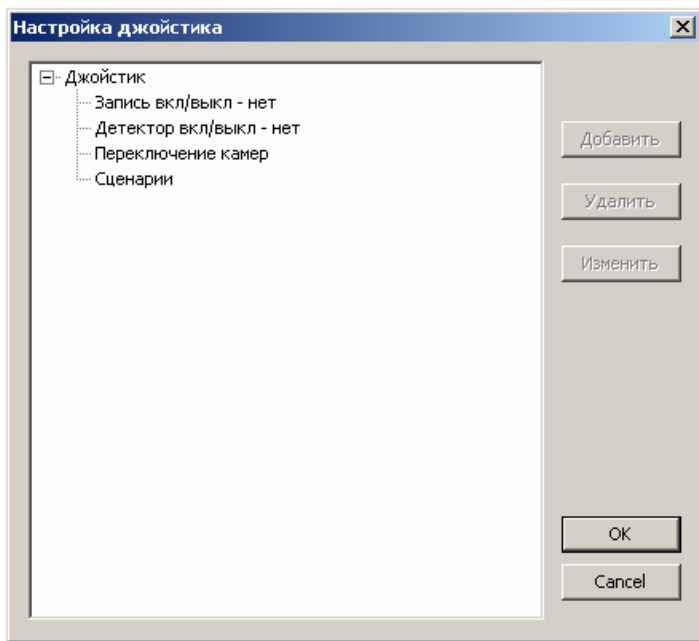 Настройка джойстика
Джойстик
Запись вкл/выкл - нет
Детектор вкл/выкл - нет
Переключение камер
Сценарии
Добавить
Удалить
Изменить
OK
Cancel